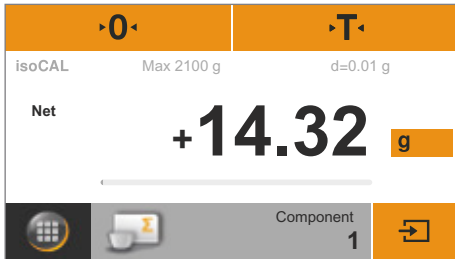 ▸0◂ ▸T◂
isoCAL Max 2100 g d=0.01 g
Net
+14.32 g
Σ
Component
1